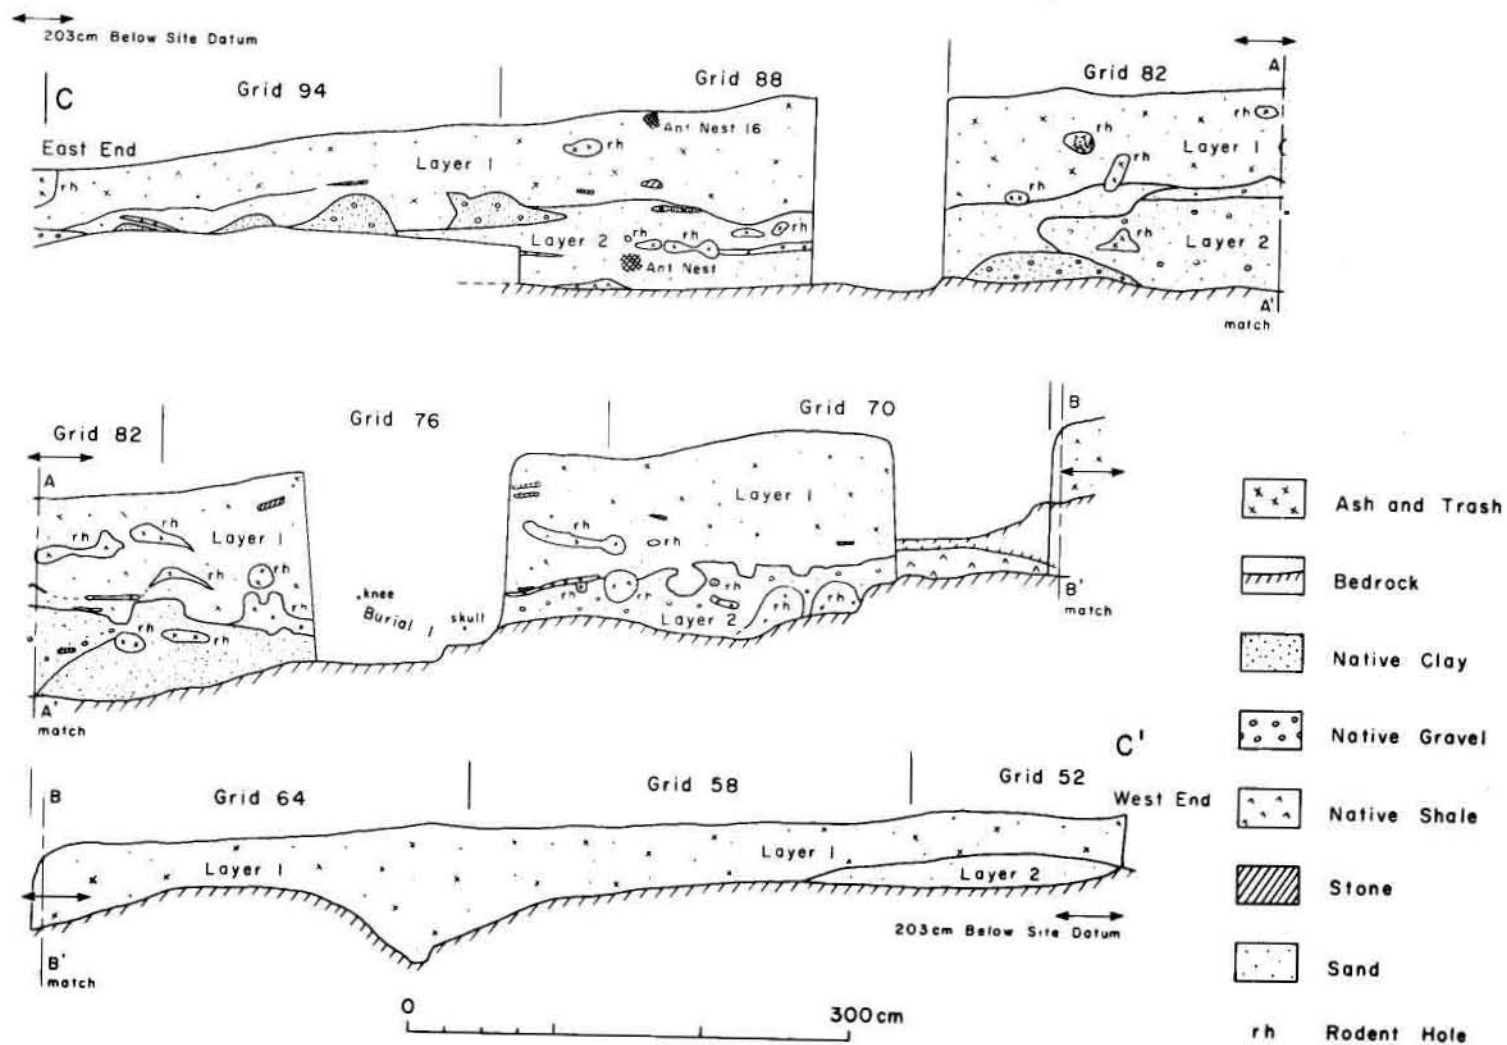 203cm Below Site Datum
C
Grid 94
Grid 88
Grid 82
A
East End
rh
Layer 1
Ant Nest 16
rh
rh
rh
rh
Layer 1
rh
Layer 2
rh
rh
rh
Ant Nest
rh
Layer 2
A'
match
Grid 82
Grid 76
Grid 70
B
A
rh
rh
Layer 1
rh
rh
rh
rh
rh
knee
Burial 1
skull
rh
Layer 1
rh
rh
rh
rh
rh
rh
Layer 2
A'
match
B'
match
B
Grid 64
Grid 58
Grid 52
C'
West End
Layer 1
Layer 1
Layer 2
203cm Below Site Datum
B'
match
0
300cm
Ash and Trash
Bedrock
Native Clay
Native Gravel
Native Shale
Stone
Sand
rh Rodent Hole